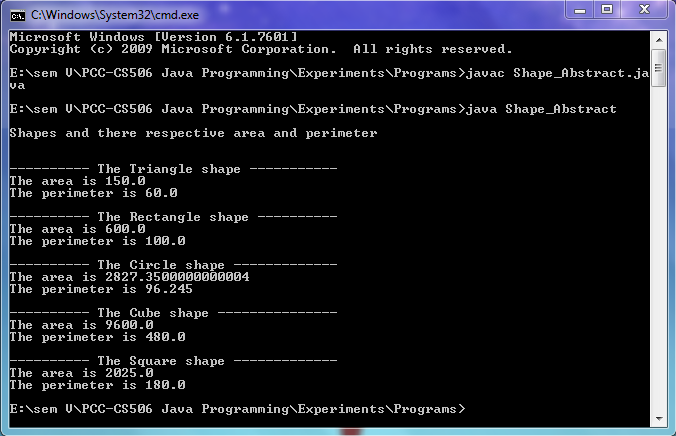 C:\Windows\System32\cmd.exe
Microsoft Windows [Version 6.1.7601]
Copyright (c) 2009 Microsoft Corporation.  All rights reserved.
E:\sem V\PCC-CS506 Java Programming\Experiments\Programs>javac Shape_Abstract.ja
va
E:\sem V\PCC-CS506 Java Programming\Experiments\Programs>java Shape_Abstract
Shapes and there respective area and perimeter
---------- The Triangle shape -----------
The area is 150.0
The perimeter is 60.0
---------- The Rectangle shape ----------
The area is 600.0
The perimeter is 100.0
---------- The Circle shape -------------
The area is 2827.3500000000004
The perimeter is 96.245
---------- The Cube shape ---------------
The area is 9600.0
The perimeter is 480.0
---------- The Square shape -------------
The area is 2025.0
The perimeter is 180.0
E:\sem V\PCC-CS506 Java Programming\Experiments\Programs>